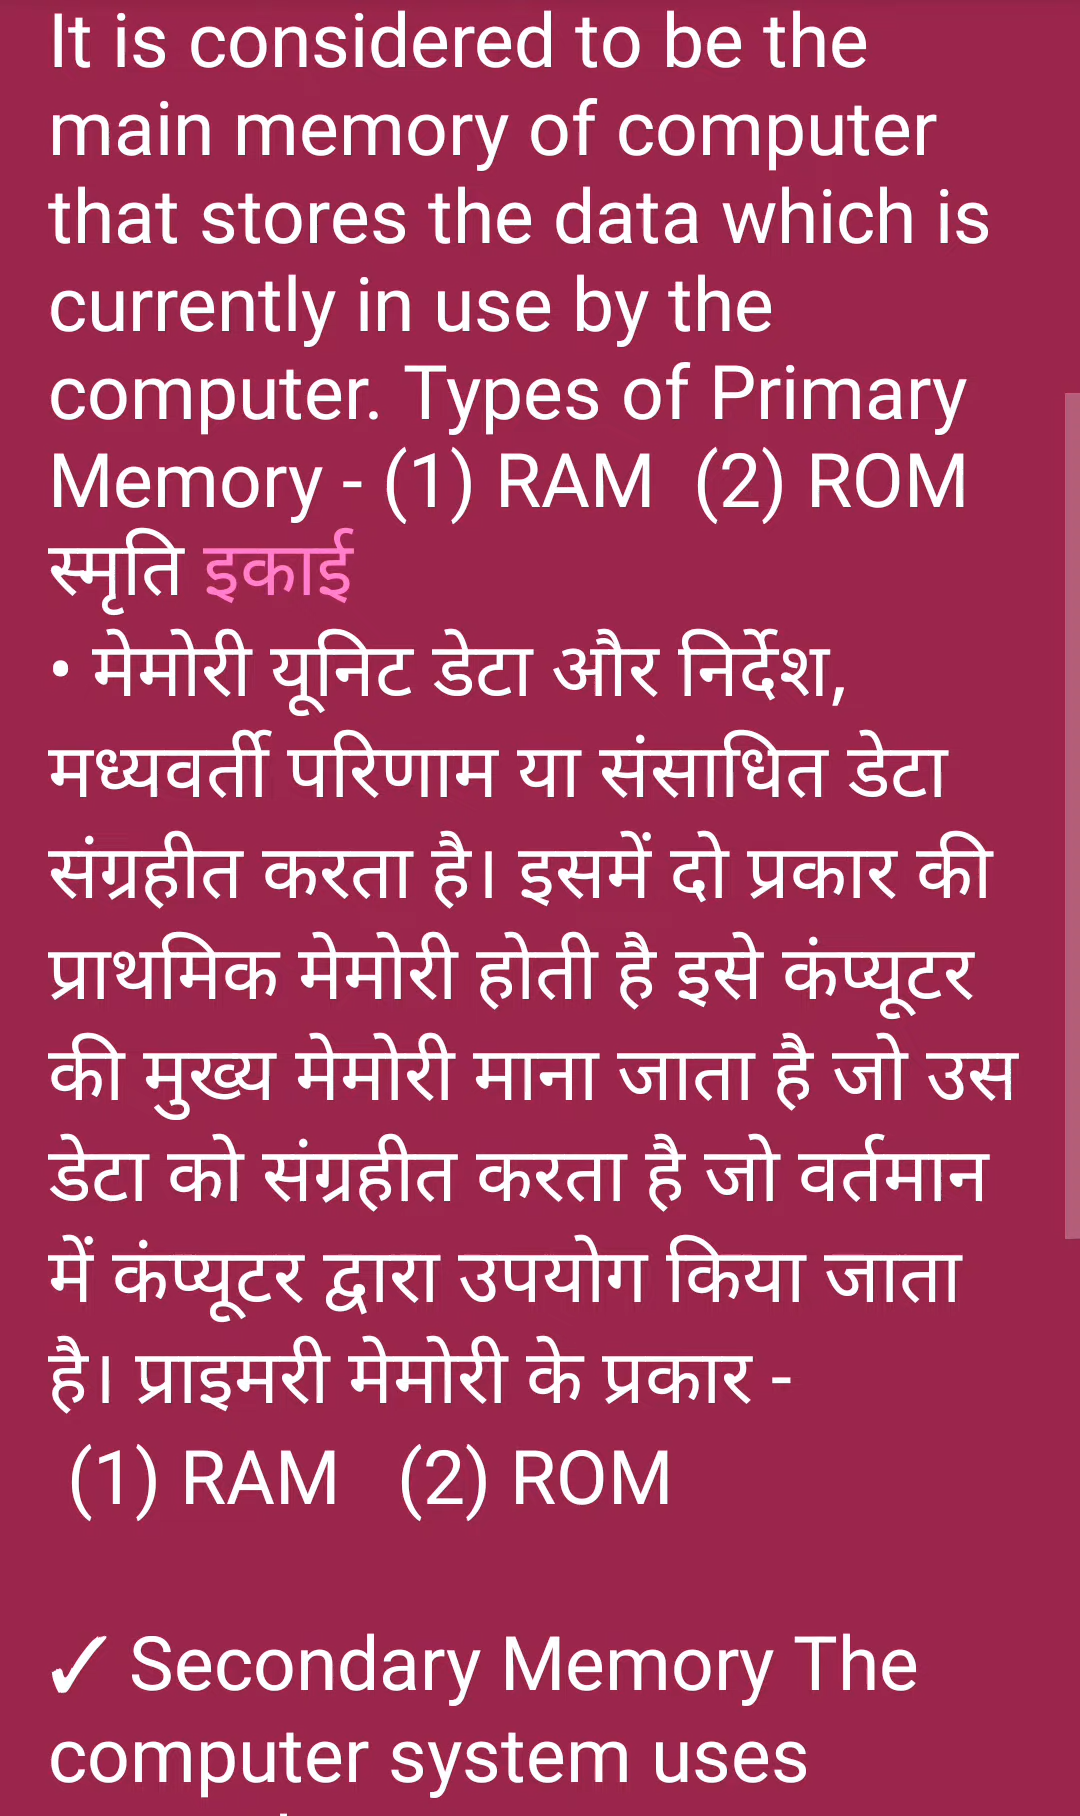 It is considered to be the
main memory of computer
that stores the data which is
currently in use by the
computer. Types of Primary
Memory - (1) RAM  (2) ROM
स्मृति इकाई
• मेमोरी यूनिट डेटा और निर्देश,
मध्यवर्ती परिणाम या संसाधित डेटा
संग्रहीत करता है। इसमें दो प्रकार की
प्राथमिक मेमोरी होती है इसे कंप्यूटर
की मुख्य मेमोरी माना जाता है जो उस
डेटा को संग्रहीत करता है जो वर्तमान
में कंप्यूटर द्वारा उपयोग किया जाता
है। प्राइमरी मेमोरी के प्रकार -
(1) RAM   (2) ROM
✓ Secondary Memory The
computer system uses